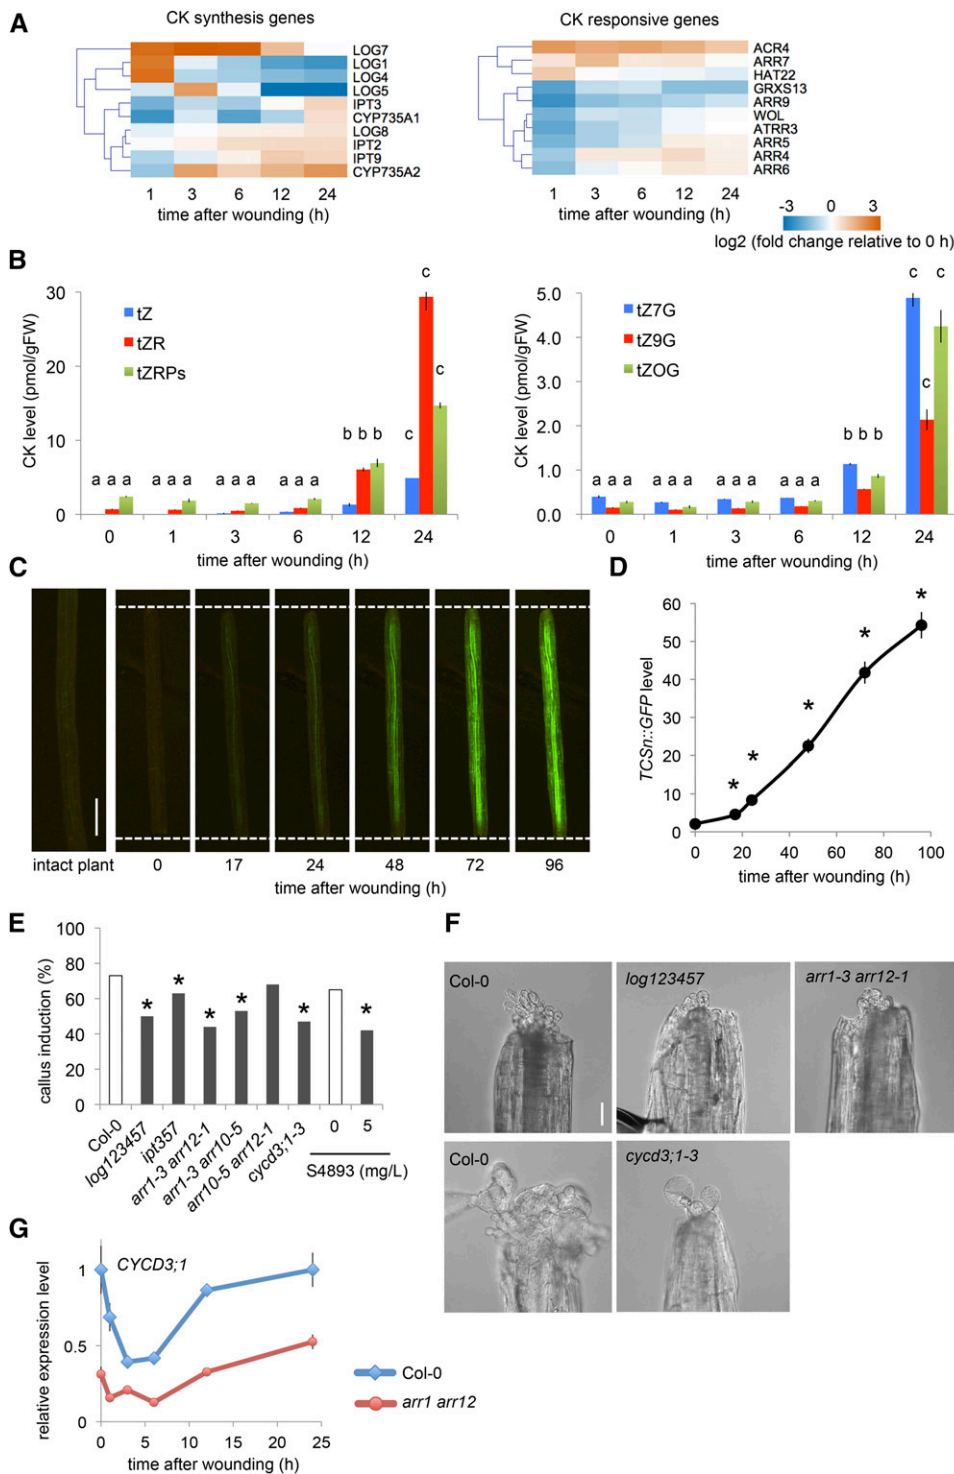 A
CK synthesis genes
LOG7
LOG1
LOG4
LOG5
IPT3
CYP735A1
LOG8
IPT2
IPT9
CYP735A2
1 3 6 12 24
time after wounding (h)
CK responsive genes
ACR4
ARR7
HAT22
GRXS13
ARR9
WOL
ATRR3
ARR5
ARR4
ARR6
1 3 6 12 24
time after wounding (h)
-3 0 3
log2 (fold change relative to 0 h)
B
30
20
10
0
CK level (pmol/gFW)
tZ
tZR
tZRPs
a a a a a a a a a a a a b b b c c c
0 1 3 6 12 24
time after wounding (h)
5.0
4.0
3.0
2.0
1.0
0.0
CK level (pmol/gFW)
tZ7G
tZ9G
tZOG
a a a a a a a a a a a a b b b c c c
0 1 3 6 12 24
time after wounding (h)
C
intact plant 0 17 24 48 72 96
time after wounding (h)
D
60
50
40
30
20
10
0
TCSn::GFP level
* * * * *
0 20 40 60 80 100
time after wounding (h)
E
100
80
60
40
20
0
callus induction (%)
* * * * * *
Col-0
log123457
ipt357
arr1-3 arr12-1
arr1-3 arr10-5
arr10-5 arr12-1
cycd3;1-3
0 5
S4893 (mg/L)
F
Col-0
log123457
arr1-3 arr12-1
Col-0
cycd3;1-3
G
CYCD3;1
1
0.5
0
relative expression level
0 5 10 15 20 25
time after wounding (h)
Col-0
arr1 arr12